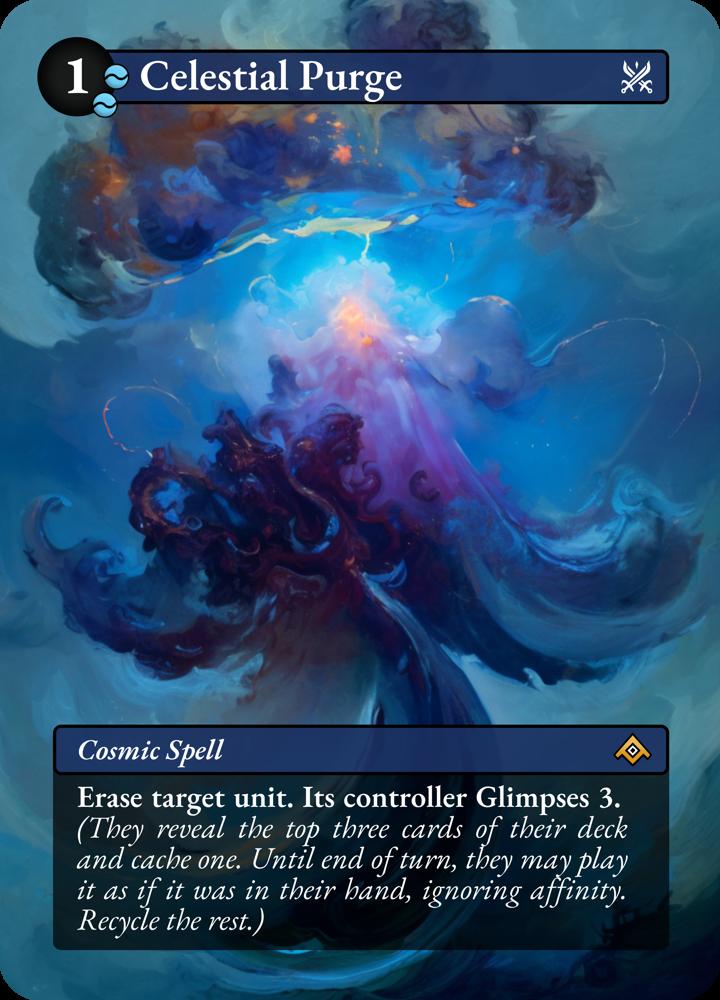 1 Celestial Purge
Cosmic Spell
Erase target unit. Its controller Glimpses 3.
(They reveal the top three cards of their deck
and cache one. Until end of turn, they may play
it as if it was in their hand, ignoring affinity.
Recycle the rest.)